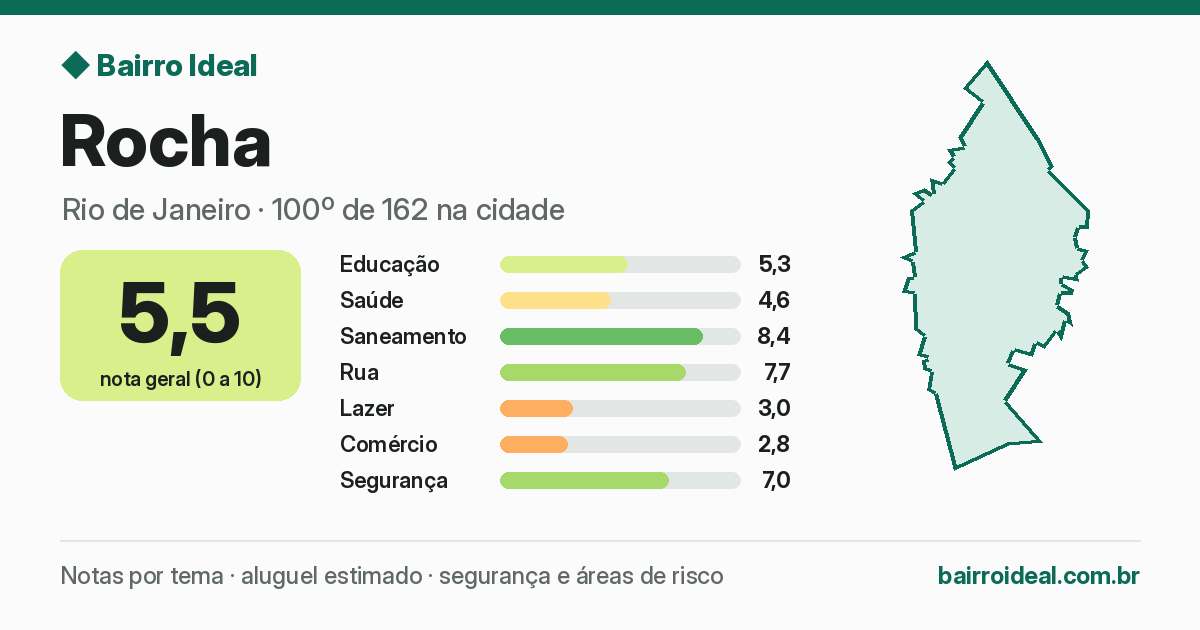 Bairro Ideal
Rocha
Rio de Janeiro · 100º de 162 na cidade
5,5
nota geral (0 a 10)
Educação 5,3
Saúde 4,6
Saneamento 8,4
Rua 7,7
Lazer 3,0
Comércio 2,8
Segurança 7,0
Notas por tema · aluguel estimado · segurança e áreas de risco
bairroideal.com.br